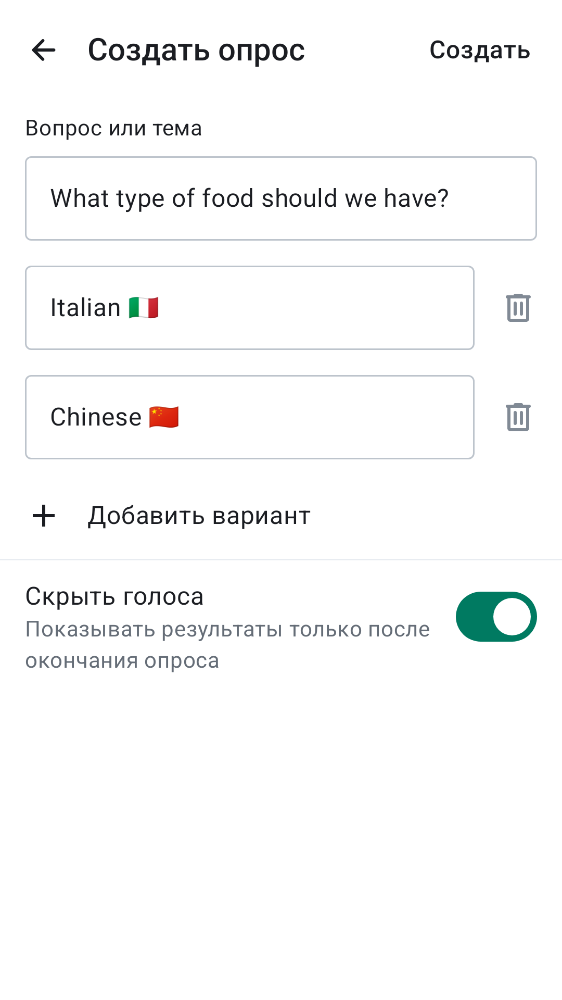 Создать опрос
Создать
Вопрос или тема
What type of food should we have?
Italian 🇮🇹
Chinese 🇨🇳
Добавить вариант
Скрыть голоса
Показывать результаты только после
окончания опроса